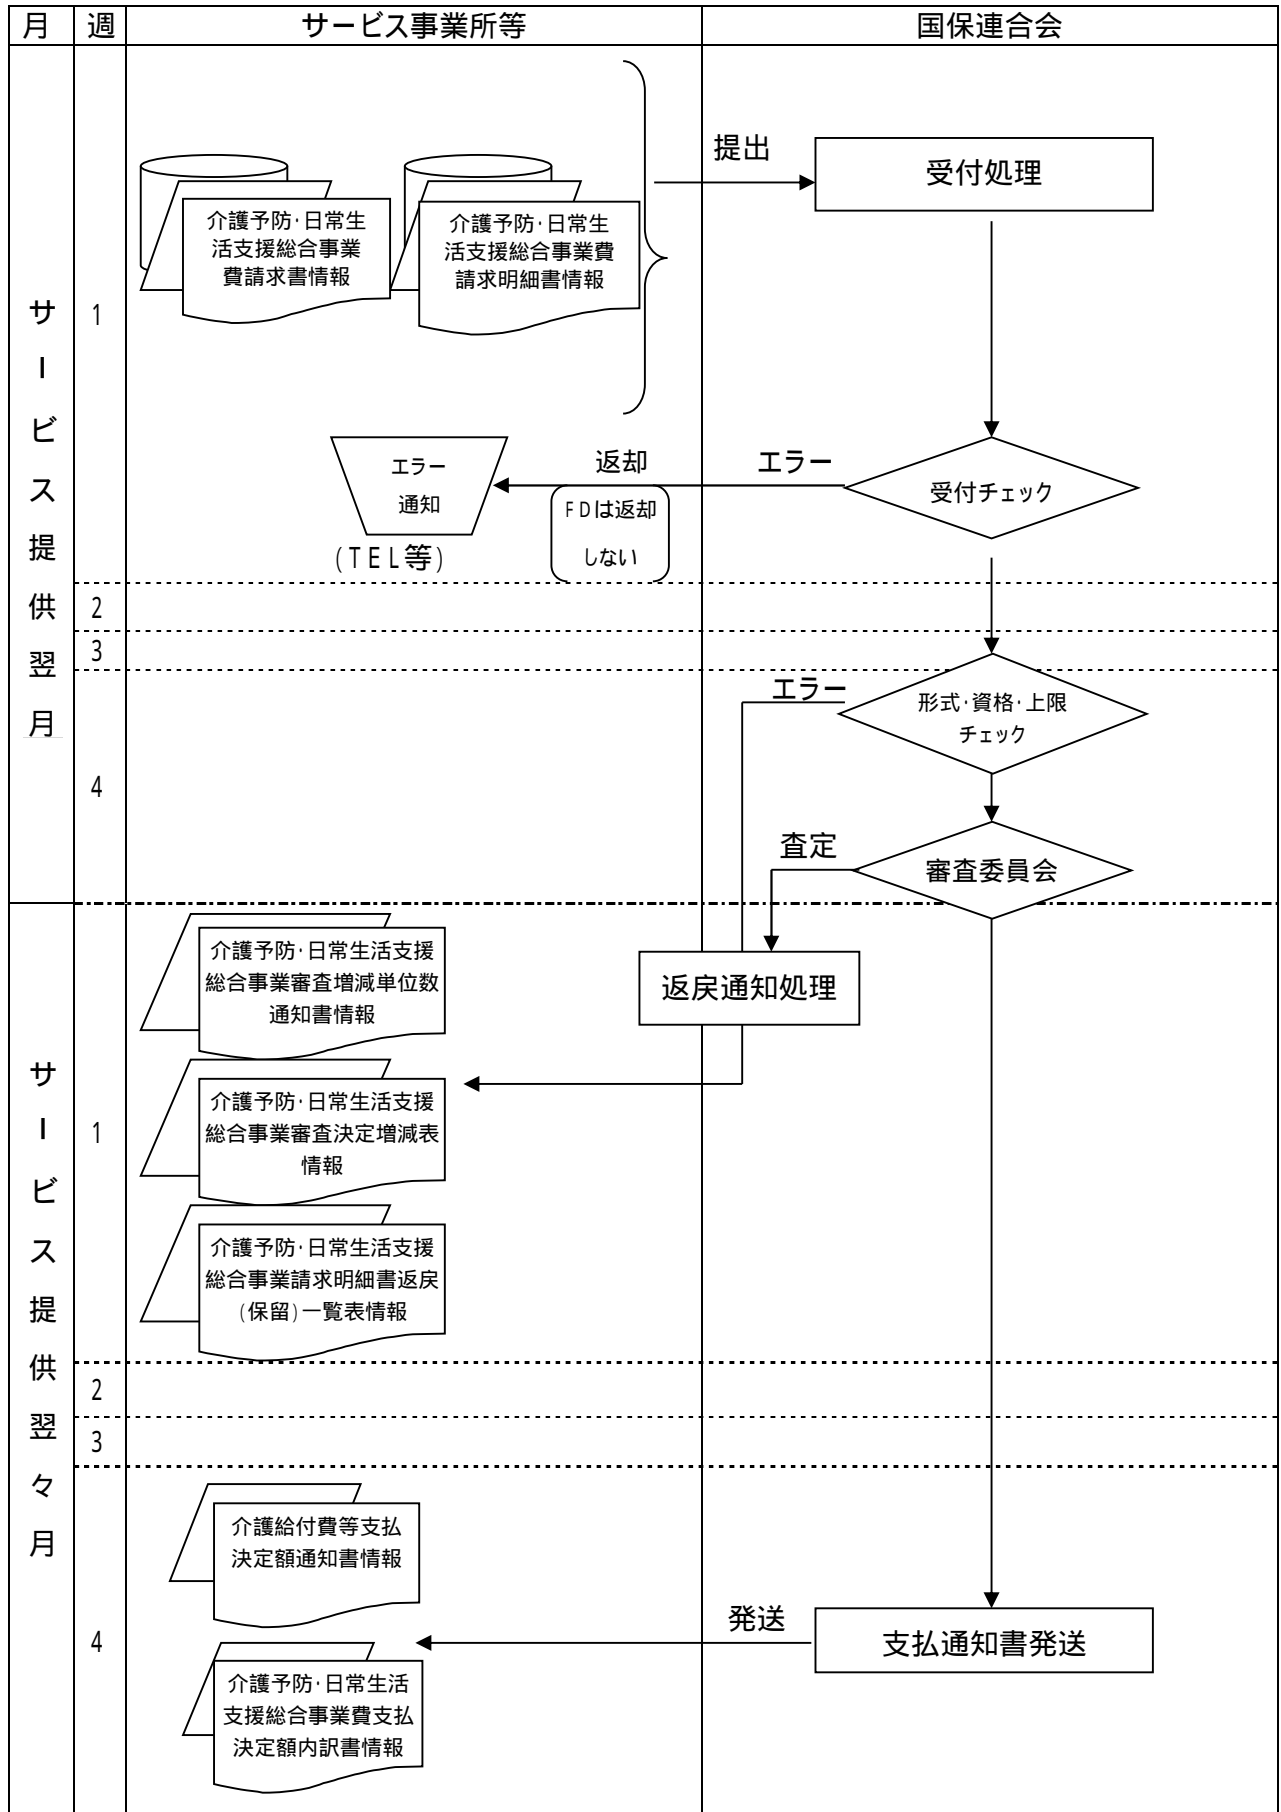 月 週 サービス事業所等 国保連合会
サービス提供翌月
1
提出
受付処理
介護予防・日常生
活支援総合事業
費請求書情報
介護予防・日常生
活支援総合事業費
請求明細書情報
エラー
通知
(TEL等)
返却
エラー
FDは返却
しない
受付チェック
2
3
エラー
形式・資格・上限
チェック
4
査定
審査委員会
サービス提供翌々月
1
介護予防・日常生活支援
総合事業審査増減単位数
通知書情報
返戻通知処理
介護予防・日常生活支援
総合事業審査決定増減表
情報
介護予防・日常生活支援
総合事業請求明細書返戻
(保留)一覧表情報
2
3
4
介護給付費等支払
決定額通知書情報
発送
支払通知書発送
介護予防・日常生活
支援総合事業費支払
決定額内訳書情報